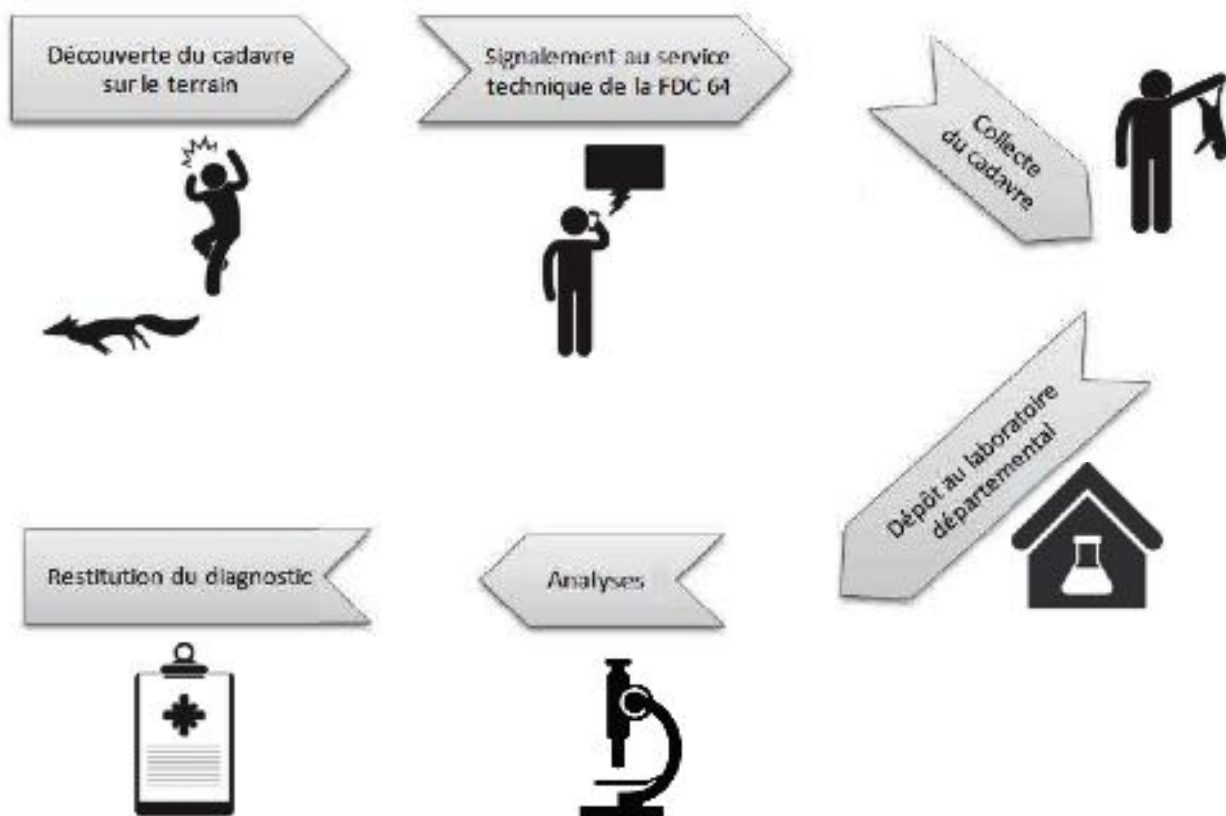 Découverte du cadavre
sur le terrain
Signalement au service
technique de la FDC 64
Collecte
du cadavre
Dépôt au laboratoire
départemental
Analyses
Restitution du diagnostic